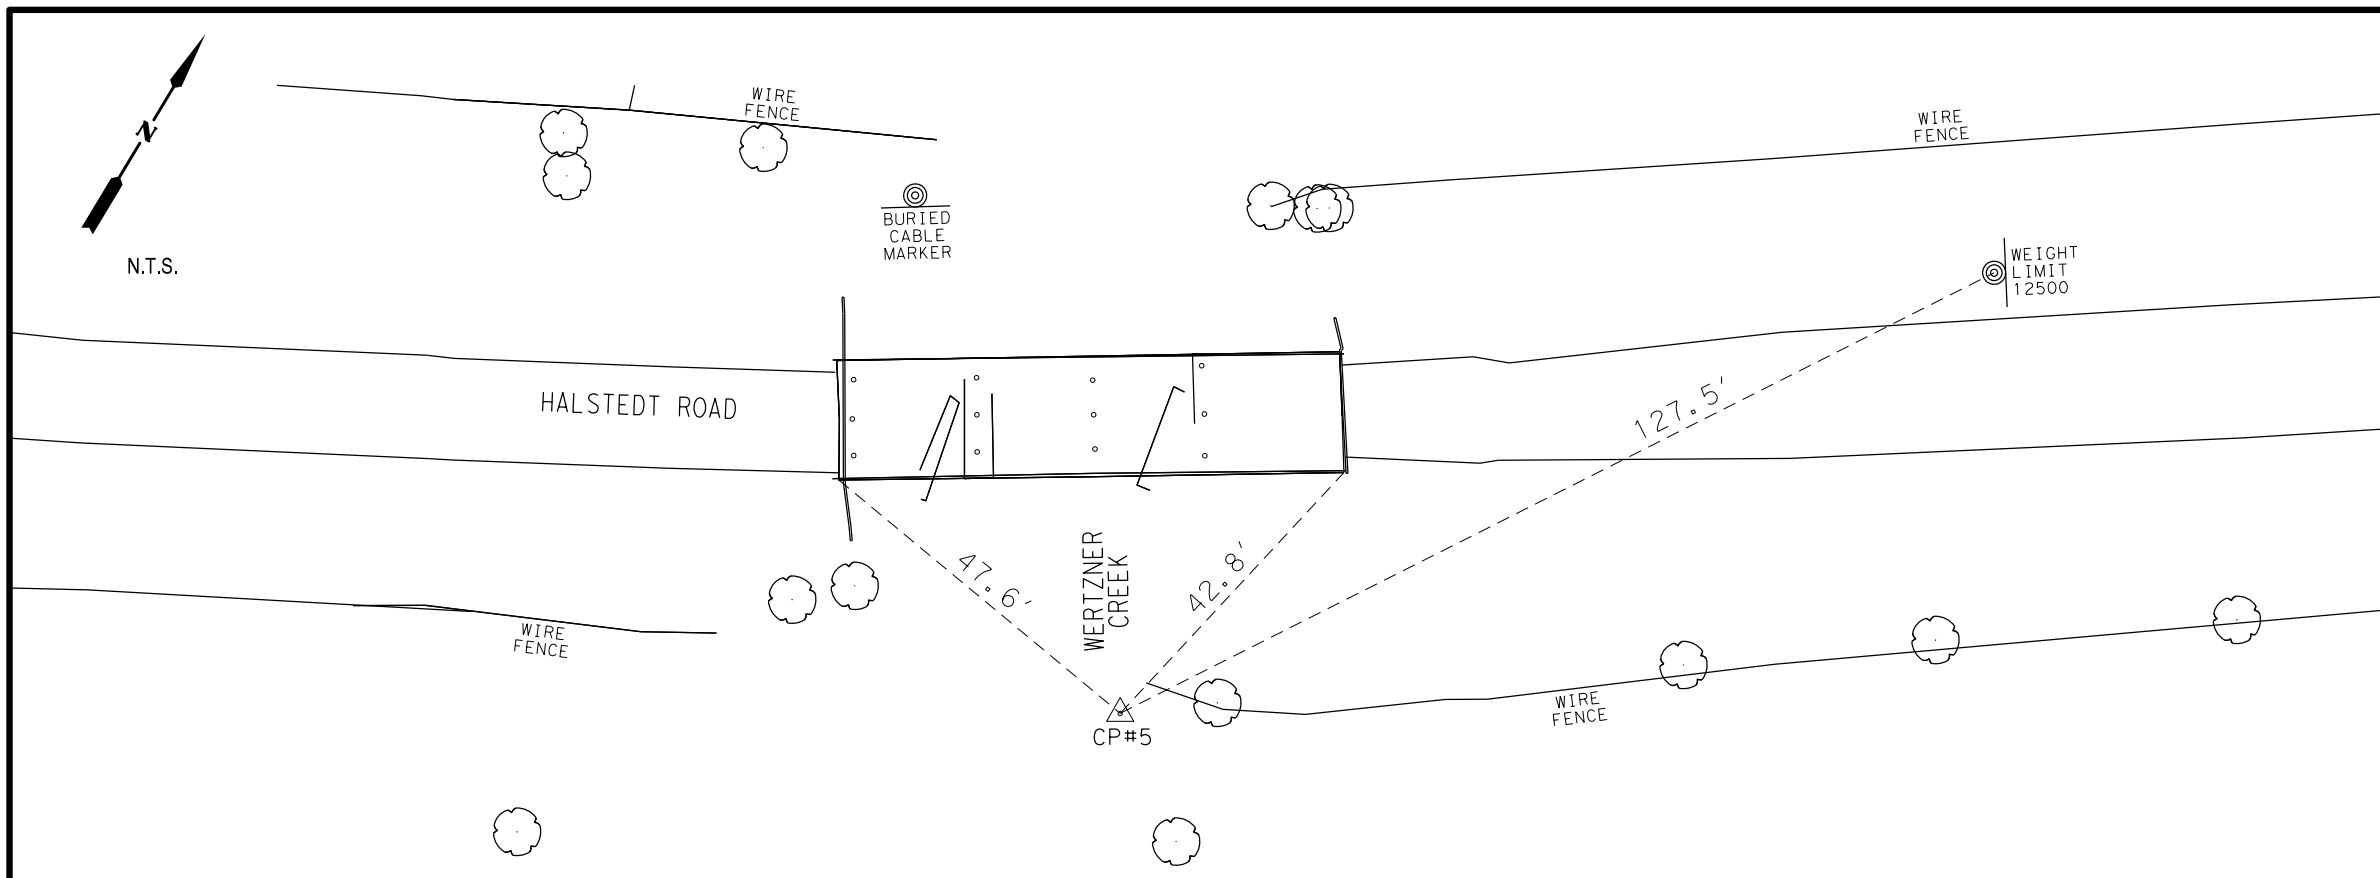 WIRE
FENCE
WIRE
FENCE
N
N.T.S.
BURIED
CABLE
MARKER
WEIGHT
LIMIT
12500
HALSTEDT ROAD
127.5'
47.6'
42.8'
WERTZNER
CREEK
WIRE
FENCE
WIRE
FENCE
CP#5